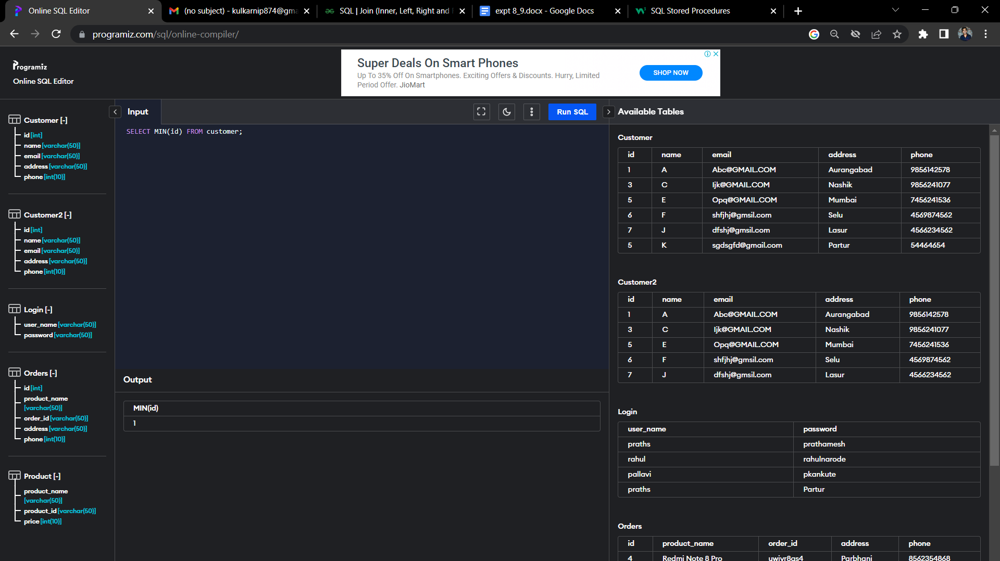 Online SQL Editor
(no subject) - kulkarnip874@gma
SQL | Join (Inner, Left, Right and F
expt 8_9.docx - Google Docs
SQL Stored Procedures
programiz.com/sql/online-compiler/
Programiz
Online SQL Editor
Super Deals On Smart Phones
Up To 35% Off On Smartphones. Exciting Offers & Discounts. Hurry, Limited
Period Offer. JioMart
SHOP NOW
Customer [-]
id [int]
name [varchar(50)]
email [varchar(50)]
address [varchar(50)]
phone [int(10)]
Customer2 [-]
id [int]
name [varchar(50)]
email [varchar(50)]
address [varchar(50)]
phone [int(10)]
Login [-]
user_name [varchar(50)]
password [varchar(50)]
Orders [-]
id [int]
product_name
[varchar(50)]
order_id [varchar(50)]
address [varchar(50)]
phone [int(10)]
Product [-]
product_name
[varchar(50)]
product_id [varchar(50)]
price [int(10)]
Input
Run SQL
SELECT MIN(id) FROM customer;
Output
MIN(id)
1
Available Tables
Customer
id name email address phone
1 A Abc@GMAIL.COM Aurangabad 9856142578
3 C Ijk@GMAIL.COM Nashik 9856241077
5 E Opq@GMAIL.COM Mumbai 7456241536
6 F shfjhj@gmsil.com Selu 4569874562
7 J dfshj@gmsil.com Lasur 4566234562
5 K sgdsgfd@gmail.com Partur 54464654
Customer2
id name email address phone
1 A Abc@GMAIL.COM Aurangabad 9856142578
3 C Ijk@GMAIL.COM Nashik 9856241077
5 E Opq@GMAIL.COM Mumbai 7456241536
6 F shfjhj@gmsil.com Selu 4569874562
7 J dfshj@gmsil.com Lasur 4566234562
Login
user_name password
praths prathamesh
rahul rahulnarode
pallavi pkankute
praths Partur
Orders
id product_name order_id address phone
4 Redmi Note 8 Pro uwiyr8as4 Parbhani 8562354868